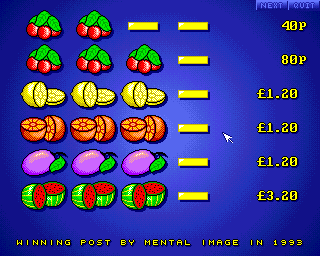 NEXT QUIT
40P
80P
£1.20
£1.20
£1.20
£3.20
WINNING POST BY MENTAL IMAGE IN 1993